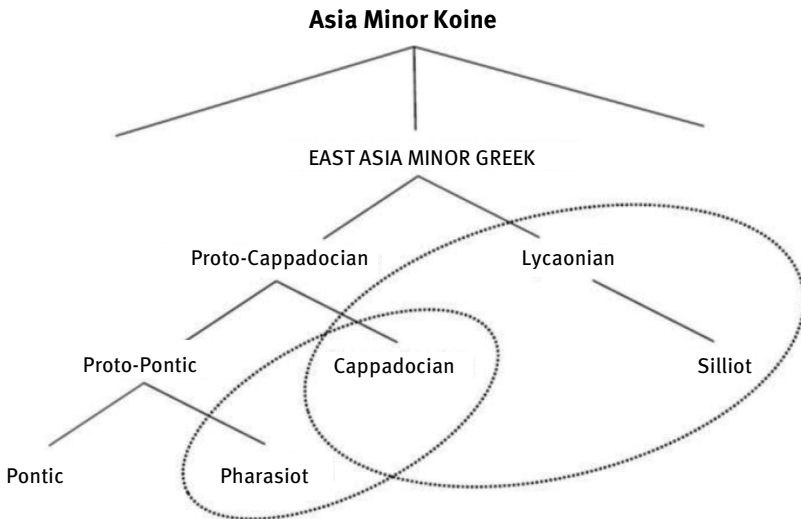 Asia Minor Koine
EAST ASIA MINOR GREEK
Proto-Cappadocian
Lycaonian
Proto-Pontic
Cappadocian
Silliot
Pontic
Pharasiot